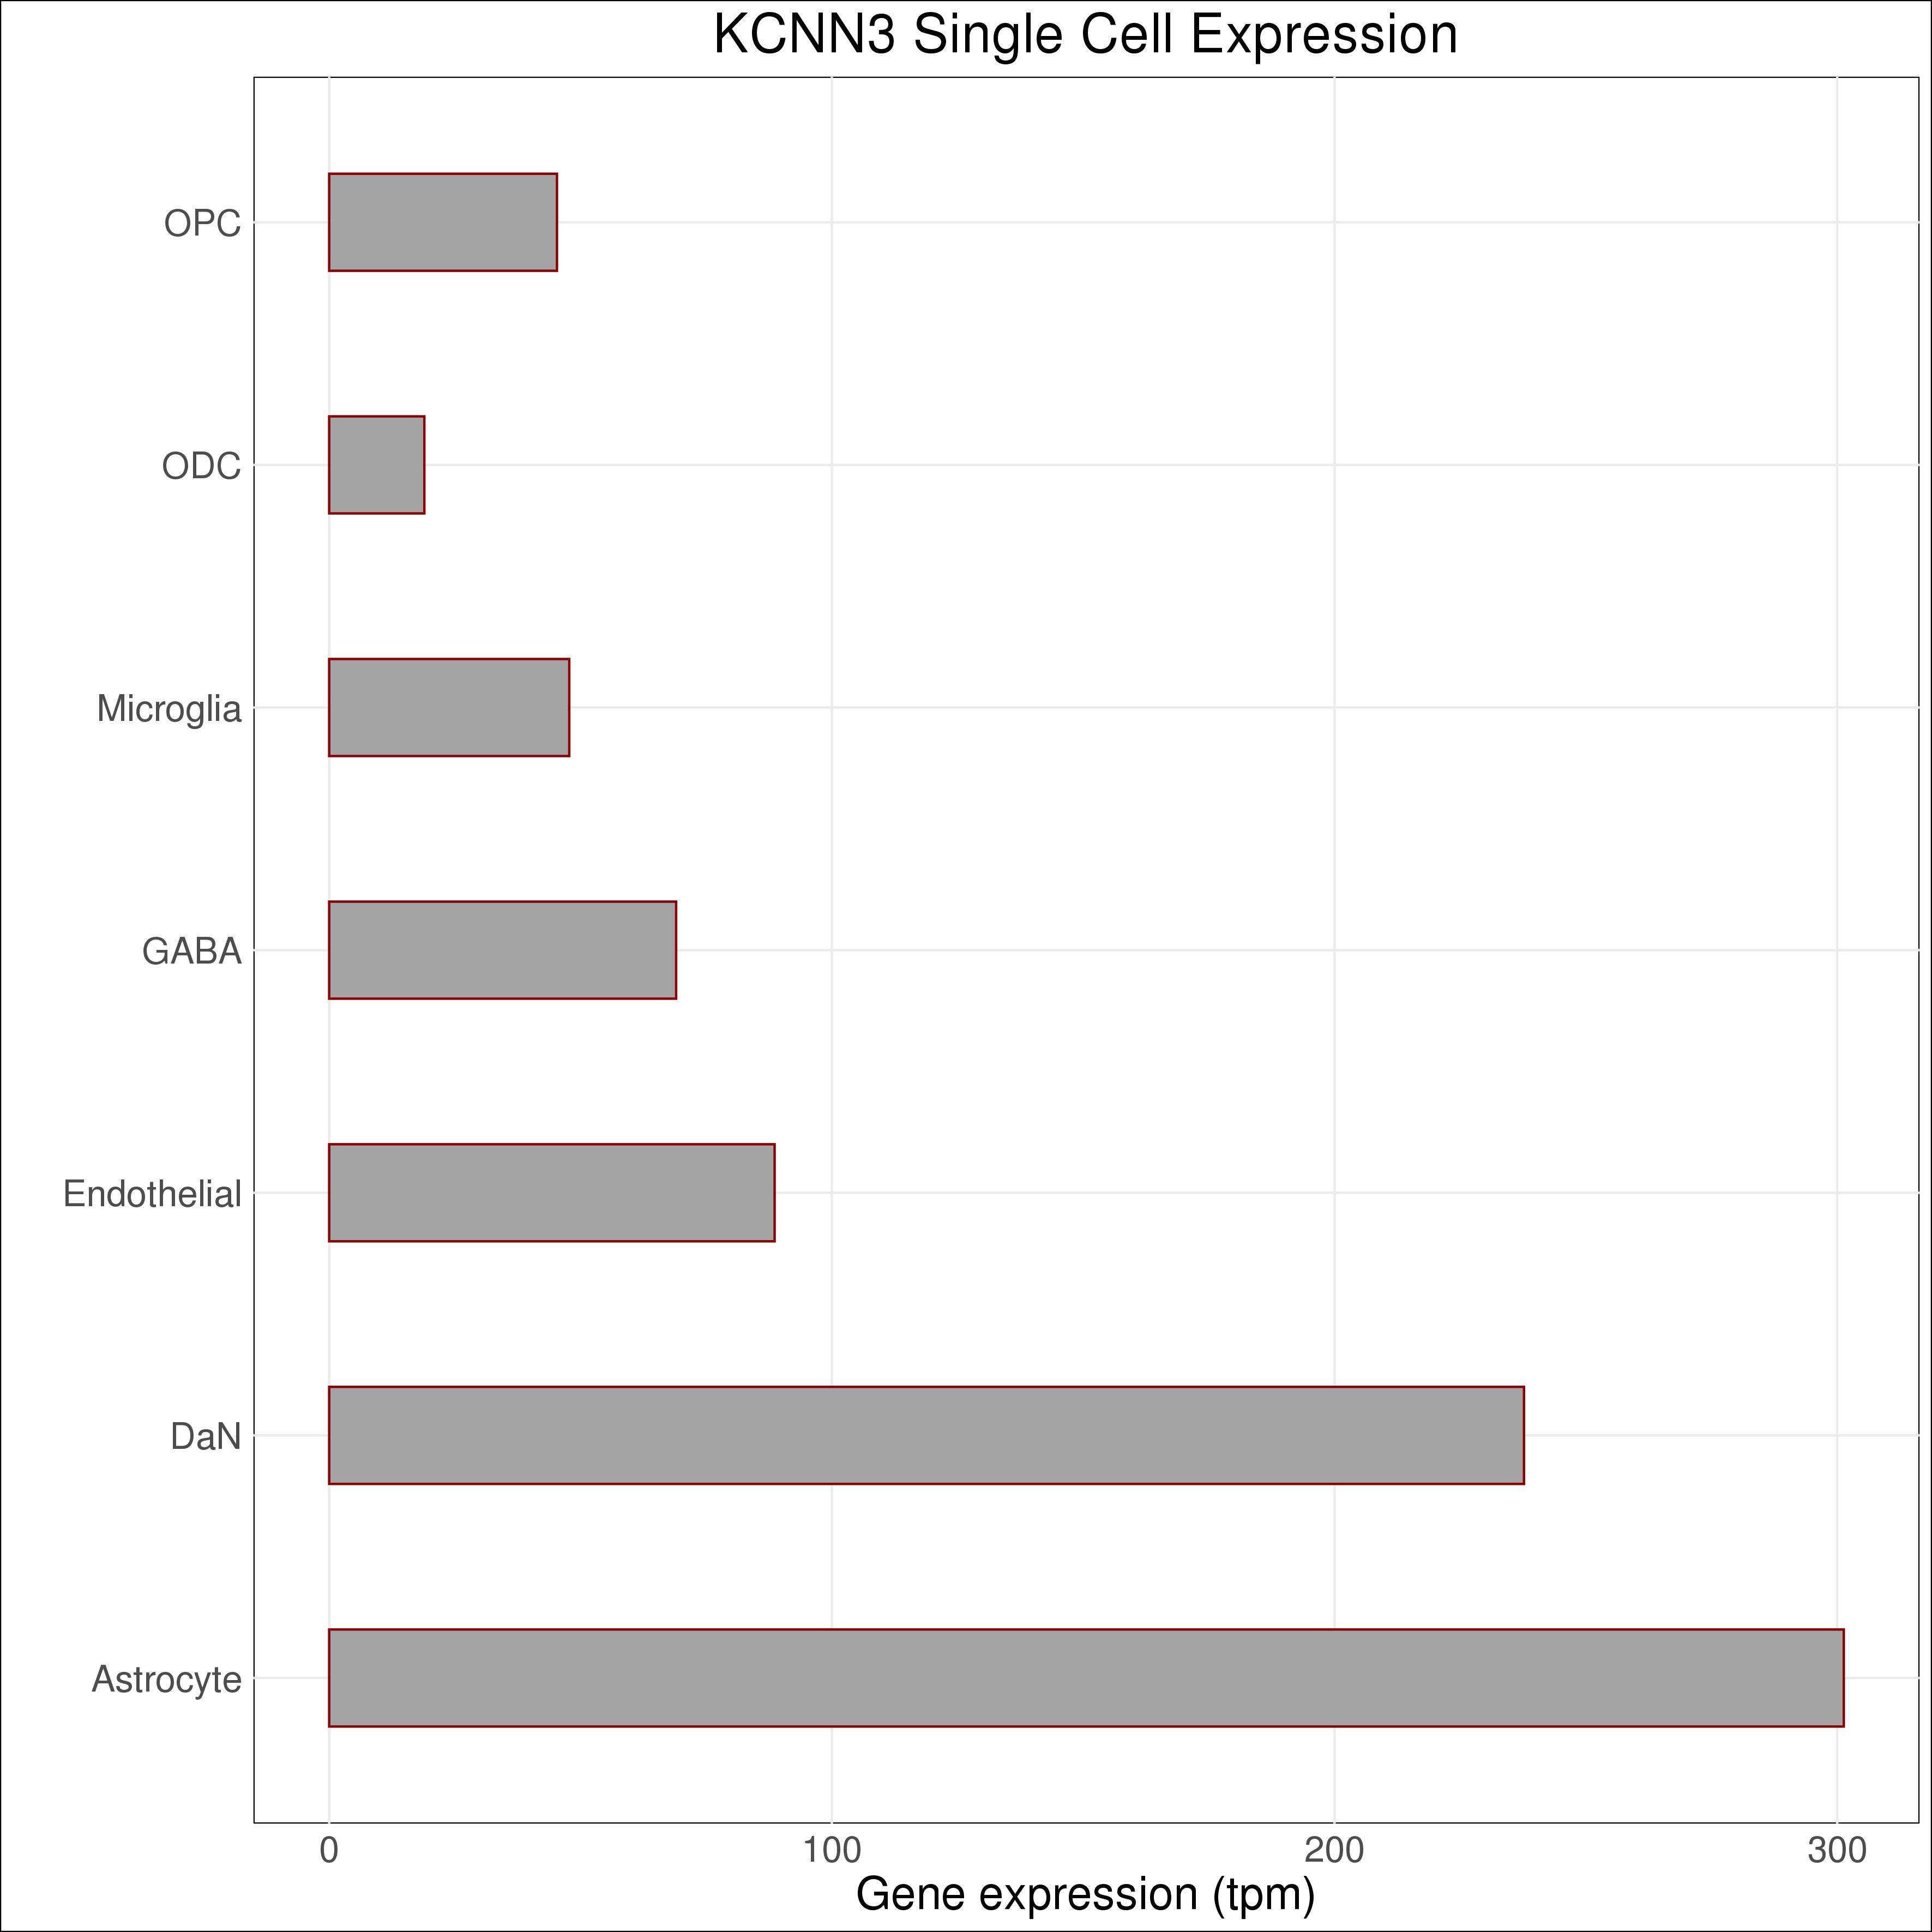 KCNN3 Single Cell Expression
OPC
ODC
Microglia
GABA
Endothelial
DaN
Astrocyte
0 100 200 300
Gene expression (tpm)